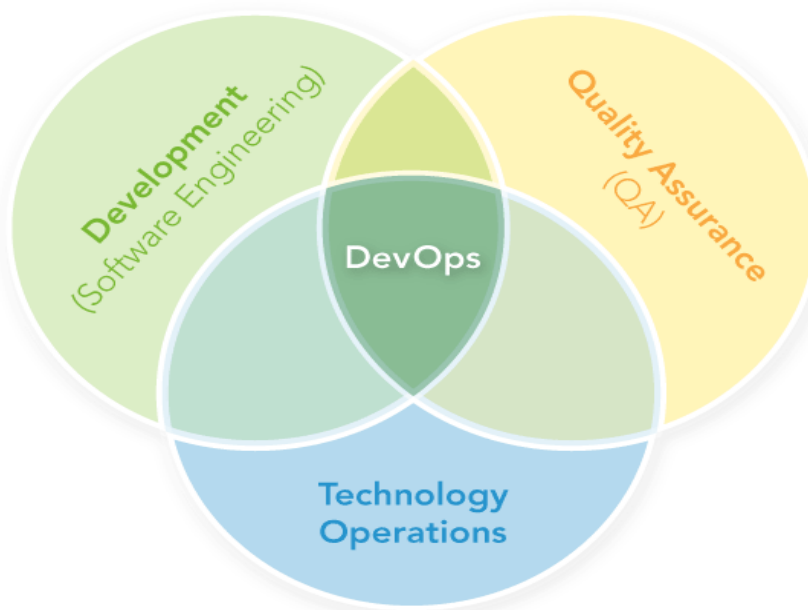 Development
(Software Engineering)
Quality Assurance
(QA)
DevOps
Technology
Operations